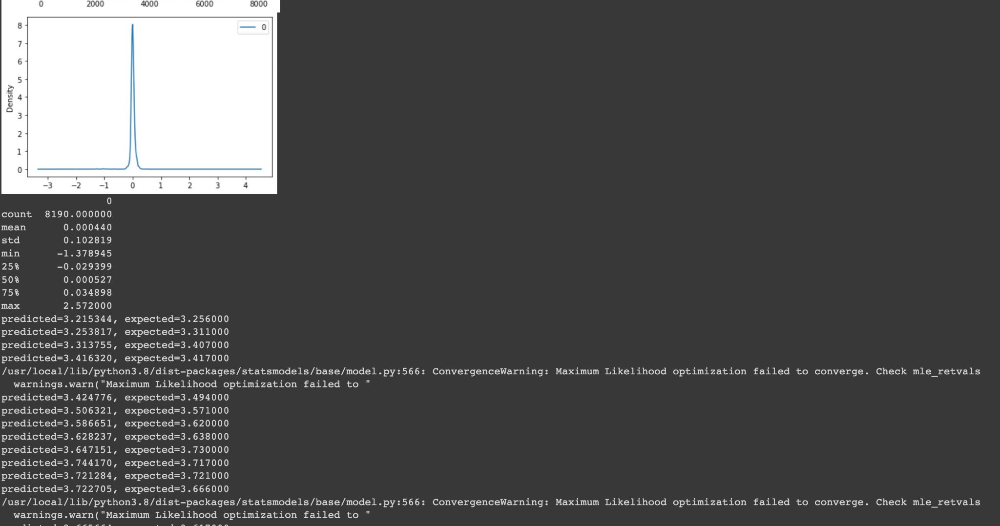 0 2000 4000 6000 8000
8
0
7
6
5
4
Density
3
2
1
0
−3 −2 −1 0 1 2 3 4
0
count 8190.000000
mean 0.000440
std 0.102819
min -1.378945
25% -0.029399
50% 0.000527
75% 0.034898
max 2.572000
predicted=3.215344, expected=3.256000
predicted=3.253817, expected=3.311000
predicted=3.313755, expected=3.407000
predicted=3.416320, expected=3.417000
/usr/local/lib/python3.8/dist-packages/statsmodels/base/model.py:566: ConvergenceWarning: Maximum Likelihood optimization failed to converge. Check mle_retvals
warnings.warn("Maximum Likelihood optimization failed to "
predicted=3.424776, expected=3.494000
predicted=3.506321, expected=3.571000
predicted=3.586651, expected=3.620000
predicted=3.628237, expected=3.638000
predicted=3.647151, expected=3.730000
predicted=3.744170, expected=3.717000
predicted=3.721284, expected=3.721000
predicted=3.722705, expected=3.666000
/usr/local/lib/python3.8/dist-packages/statsmodels/base/model.py:566: ConvergenceWarning: Maximum Likelihood optimization failed to converge. Check mle_retvals
warnings.warn("Maximum Likelihood optimization failed to "